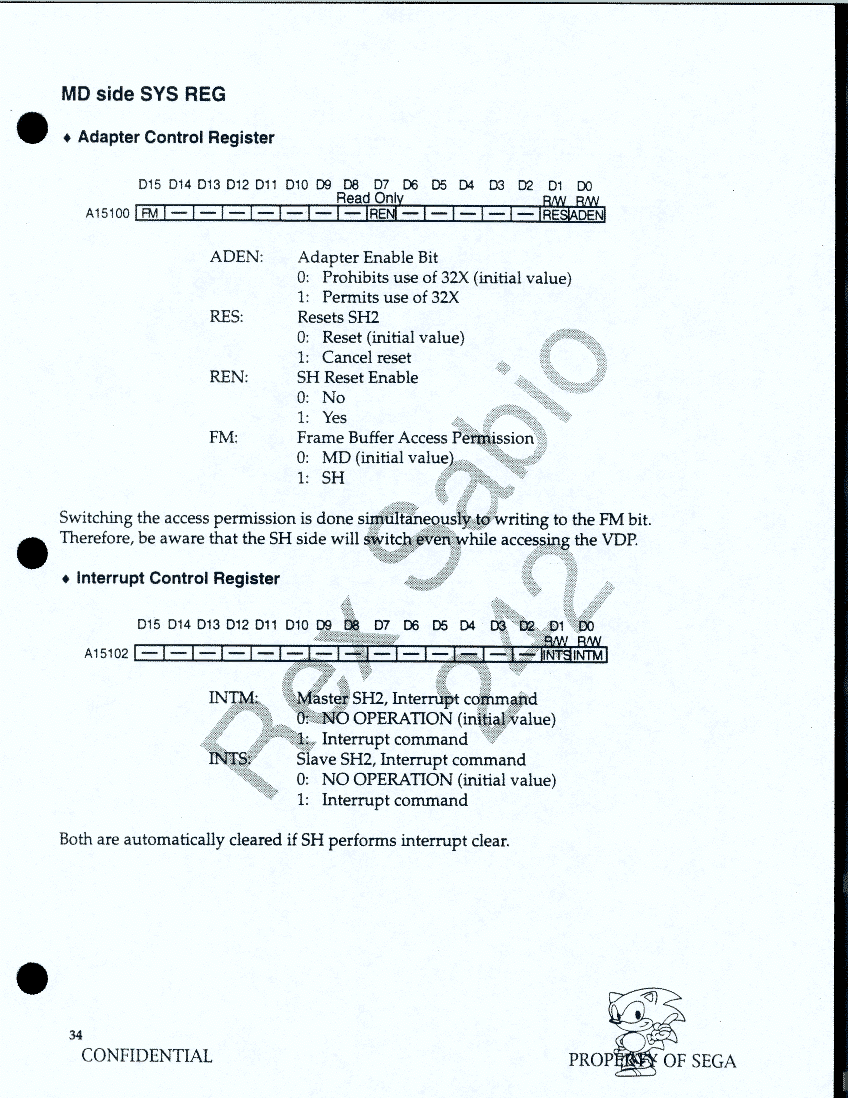 MD side SYS REG
♦ Adapter Control Register
D15 D14 D13 D12 D11 D10 D9 D8 D7 D6 D5 D4 D3 D2 D1 D0
Read Only R/W R/W
A15100 FM — — — — — — — REN — — — — — RES ADEN
ADEN: Adapter Enable Bit
0: Prohibits use of 32X (initial value)
1: Permits use of 32X
RES: Resets SH2
0: Reset (initial value)
1: Cancel reset
REN: SH Reset Enable
0: No
1: Yes
FM: Frame Buffer Access Permission
0: MD (initial value)
1: SH
Switching the access permission is done simultaneously to writing to the FM bit.
Therefore, be aware that the SH side will switch even while accessing the VDP.
♦ Interrupt Control Register
D15 D14 D13 D12 D11 D10 D9 D8 D7 D6 D5 D4 D3 D2 D1 D0
R/W R/W
A15102 — — — — — — — — — — — — — — INTS INTM
INTM: Master SH2, Interrupt command
0: NO OPERATION (initial value)
1: Interrupt command
INTS: Slave SH2, Interrupt command
0: NO OPERATION (initial value)
1: Interrupt command
Both are automatically cleared if SH performs interrupt clear.
Rex Sabio
242
34
CONFIDENTIAL
PROPERTY OF SEGA